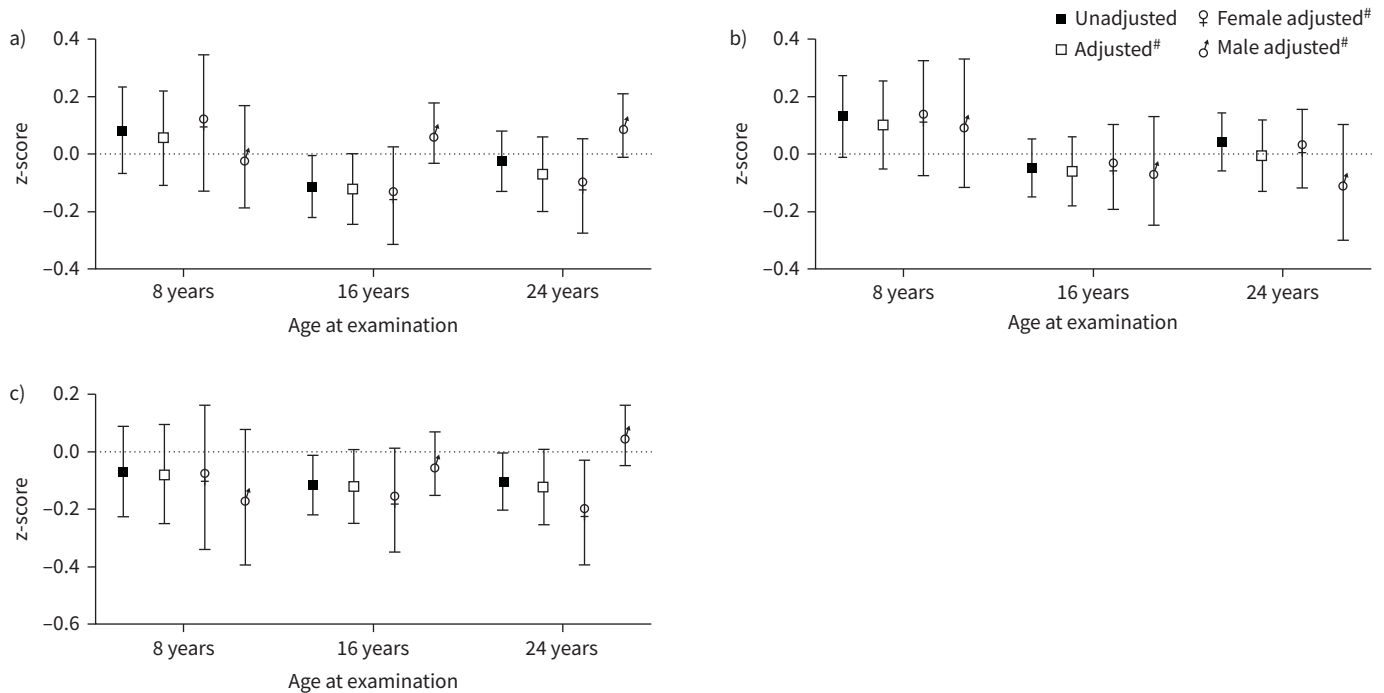 a)
0.4
0.2
0.0
–0.2
–0.4
z-score
8 years 16 years 24 years
Age at examination
b)
Unadjusted Female adjusted#
Adjusted# Male adjusted#
0.4
0.2
0.0
–0.2
–0.4
z-score
8 years 16 years 24 years
Age at examination
c)
0.2
0.0
–0.2
–0.4
–0.6
z-score
8 years 16 years 24 years
Age at examination